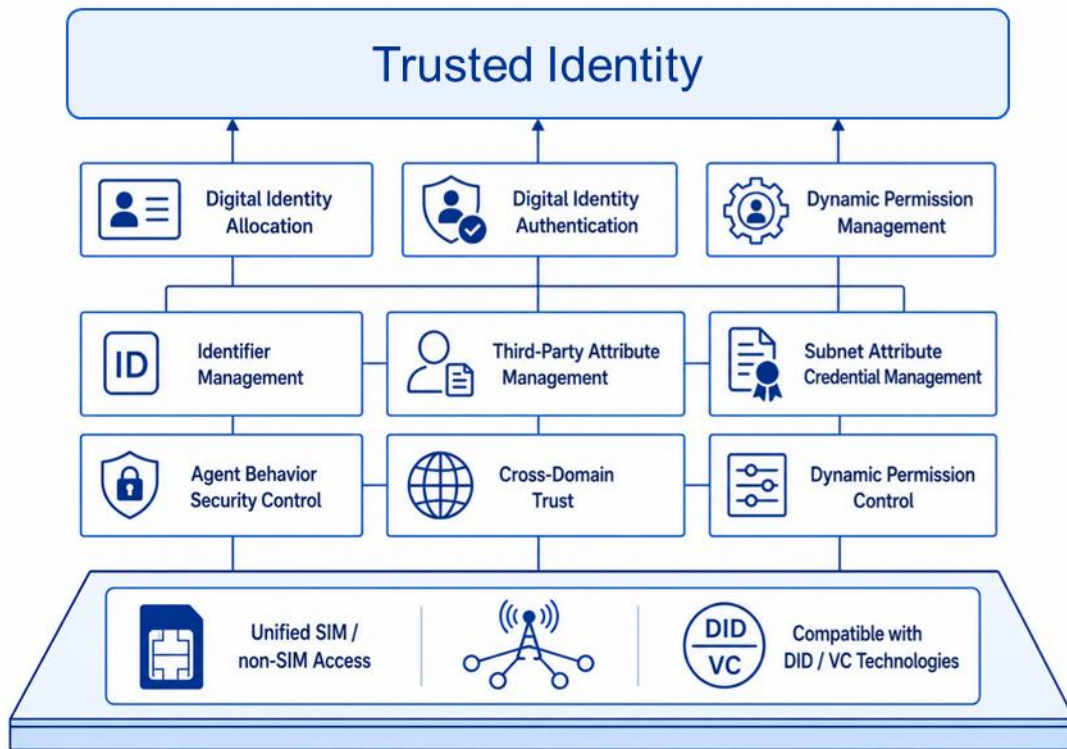 Trusted Identity
Digital Identity
Allocation
Digital Identity
Authentication
Dynamic Permission
Management
ID
Identifier
Management
Third-Party Attribute
Management
Subnet Attribute
Credential Management
Agent Behavior
Security Control
Cross-Domain
Trust
Dynamic Permission
Control
Unified SIM /
non-SIM Access
DID
VC
Compatible with
DID / VC Technologies